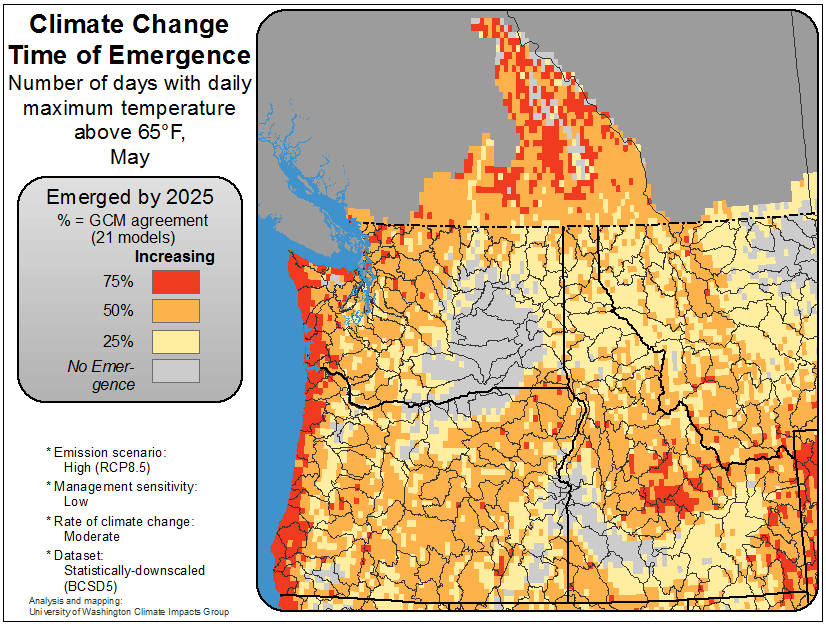 Climate Change
Time of Emergence
Number of days with daily
maximum temperature
above 65°F,
May
Emerged by 2025
% = GCM agreement
(21 models)
Increasing
75%
50%
25%
No Emer-
gence
* Emission scenario:
High (RCP8.5)
* Management sensitivity:
Low
* Rate of climate change:
Moderate
* Dataset:
Statistically-downscaled
(BCSD5)
Analysis and mapping:
University of Washington Climate Impacts Group